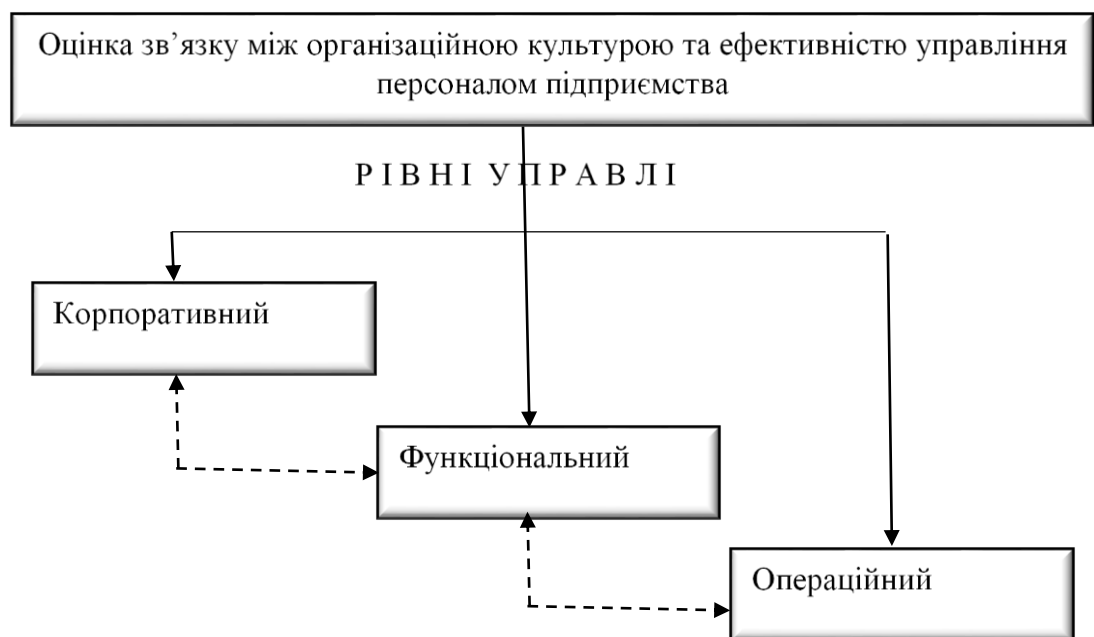 Оцінка зв’язку між організаційною культурою та ефективністю управління
персоналом підприємства
Р І В Н І У П Р А В Л І
Корпоративний
Функціональний
Операційний